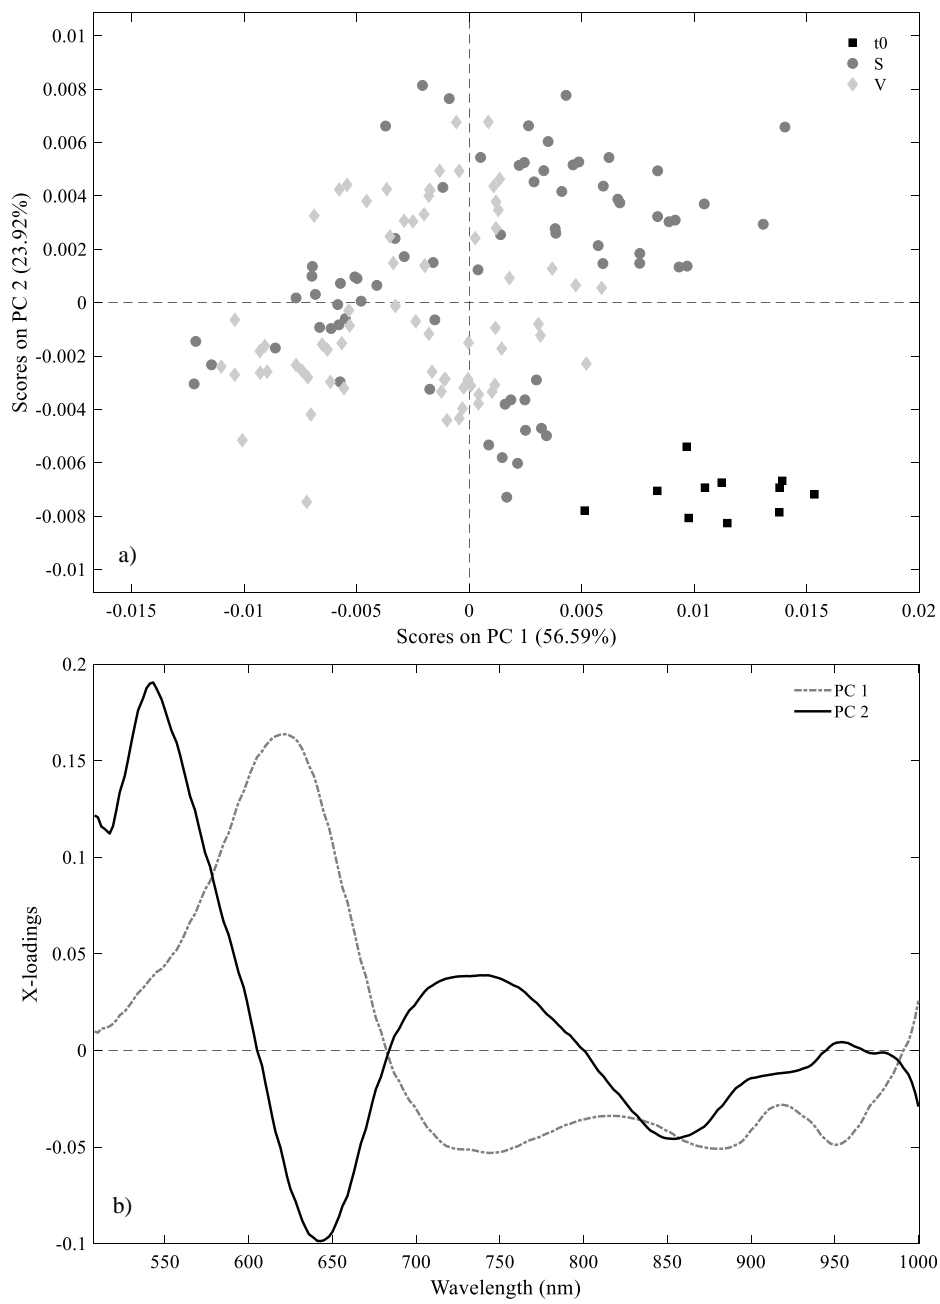 0.01
0.008
0.006
0.004
0.002
0
-0.002
-0.004
-0.006
-0.008
-0.01
Scores on PC 2 (23.92%)
t0
S
V
a)
-0.015 -0.01 -0.005 0 0.005 0.01 0.015 0.02
Scores on PC 1 (56.59%)
0.2
0.15
0.1
0.05
0
-0.05
-0.1
X-loadings
PC 1
PC 2
b)
550 600 650 700 750 800 850 900 950 1000
Wavelength (nm)